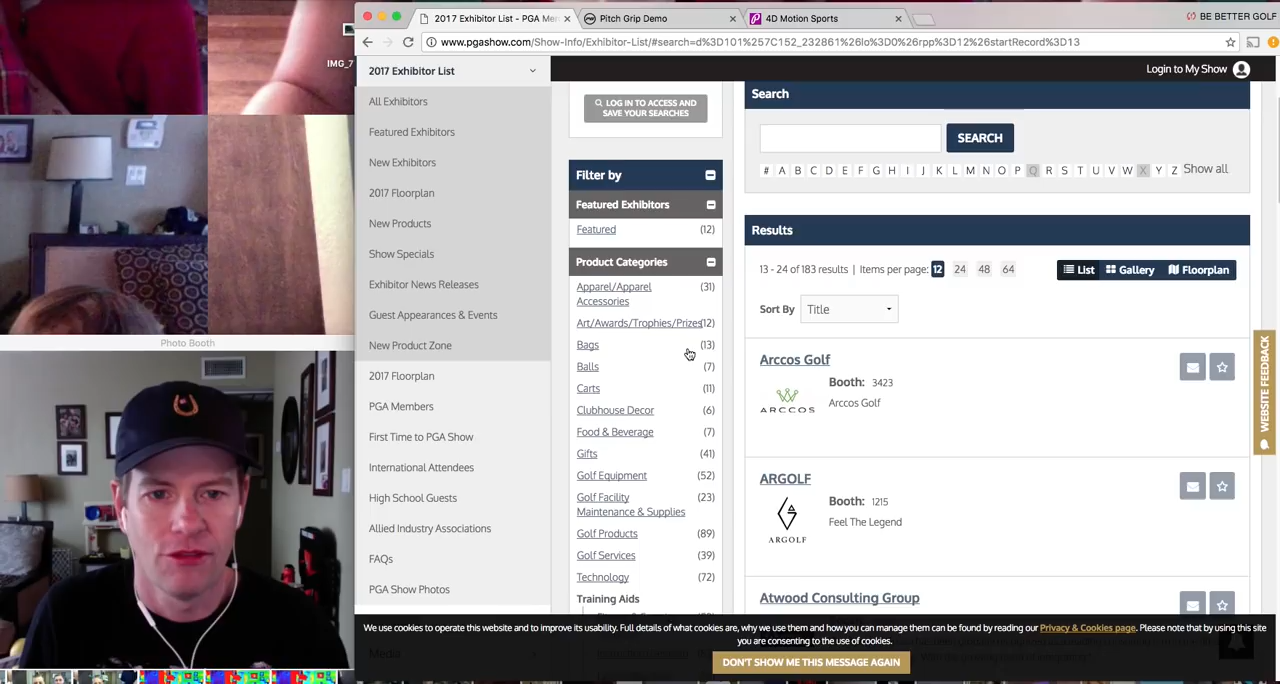 2017 Exhibitor List - PGA Mer
Pitch Grip Demo
4D Motion Sports
BE BETTER GOLF
www.pgashow.com/Show-Info/Exhibitor-List/#search=d%3D101%257C152_232861%26lo%3D0%26rpp%3D12%26startRecord%3D13
IMG_7
Photo Booth
2017 Exhibitor List
All Exhibitors
Featured Exhibitors
New Exhibitors
2017 Floorplan
New Products
Show Specials
Exhibitor News Releases
Guest Appearances & Events
New Product Zone
2017 Floorplan
PGA Members
First Time to PGA Show
International Attendees
High School Guests
Allied Industry Associations
FAQs
PGA Show Photos
Media
Login to My Show
LOG IN TO ACCESS AND
SAVE YOUR SEARCHES
Filter by
Featured Exhibitors
Featured (12)
Product Categories
Apparel/Apparel (31)
Accessories
Art/Awards/Trophies/Prizes(12)
Bags (13)
Balls (7)
Carts (11)
Clubhouse Decor (6)
Food & Beverage (7)
Gifts (41)
Golf Equipment (52)
Golf Facility (23)
Maintenance & Supplies
Golf Products (89)
Golf Services (39)
Technology (72)
Training Aids
Search
SEARCH
# A B C D E F G H I J K L M N O P Q R S T U V W X Y Z Show all
Results
13 - 24 of 183 results | Items per page: 12 24 48 64
List Gallery Floorplan
Sort By Title
Arccos Golf
Booth: 3423
Arccos Golf
ARCCOS
ARGOLF
Booth: 1215
Feel The Legend
ARGOLF
Atwood Consulting Group
WEBSITE FEEDBACK
We use cookies to operate this website and to improve its usability. Full details of what cookies are, why we use them and how you can manage them can be found by reading our Privacy & Cookies page. Please note that by using this site
you are consenting to the use of cookies.
DON'T SHOW ME THIS MESSAGE AGAIN